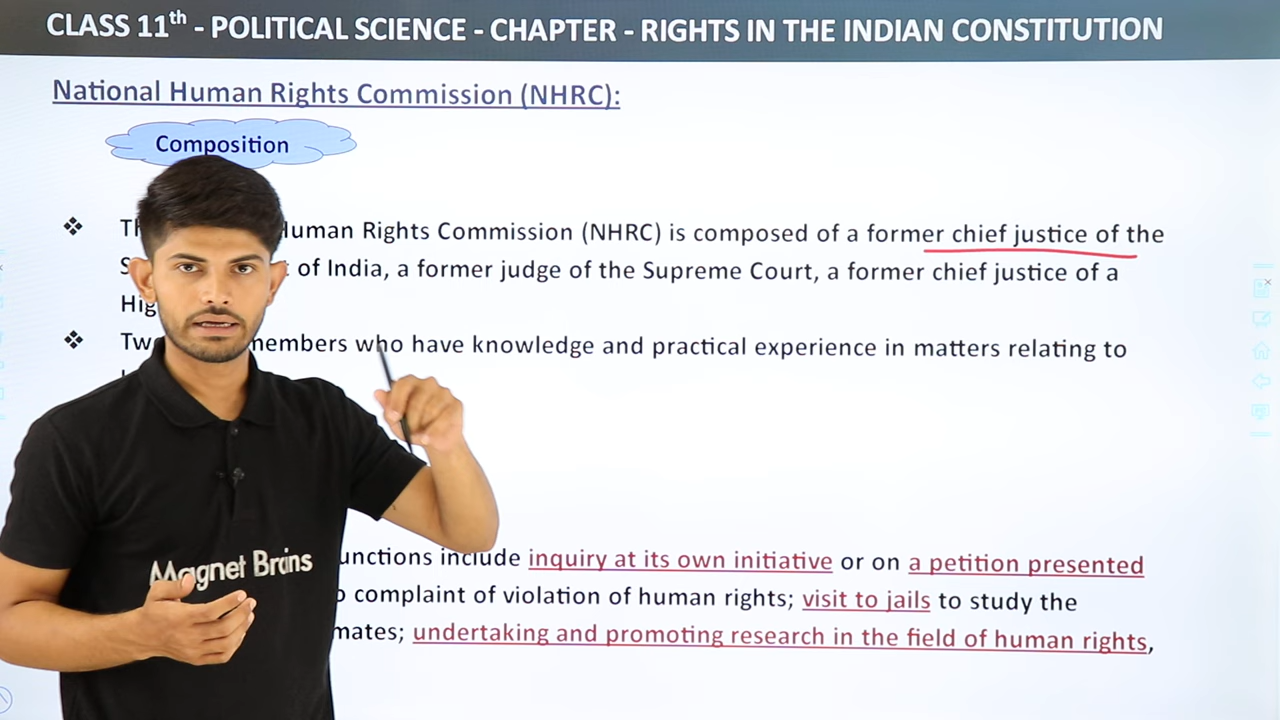 CLASS 11th - POLITICAL SCIENCE - CHAPTER - RIGHTS IN THE INDIAN CONSTITUTION
National Human Rights Commission (NHRC):
Composition
Human Rights Commission (NHRC) is composed of a former chief justice of the
of India, a former judge of the Supreme Court, a former chief justice of a
members who have knowledge and practical experience in matters relating to
include inquiry at its own initiative or on a petition presented
complaint of violation of human rights; visit to jails to study the
undertaking and promoting research in the field of human rights,
Magnet Brains